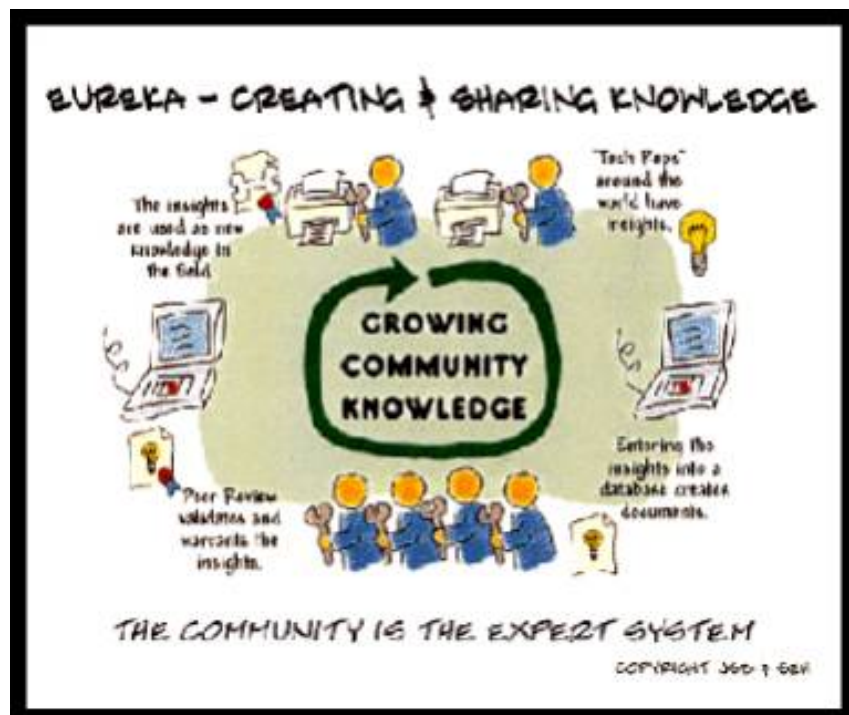 EUREKA – CREATING & SHARING KNOWLEDGE
"Tech Reps"
around the
world have
insights.
The insights
are used as new
knowledge in
the field
GROWING
COMMUNITY
KNOWLEDGE
Entering the
insights into a
database creates
documents.
Peer Review
validates and
warrants the
insights.
THE COMMUNITY IS THE EXPERT SYSTEM
COPYRIGHT